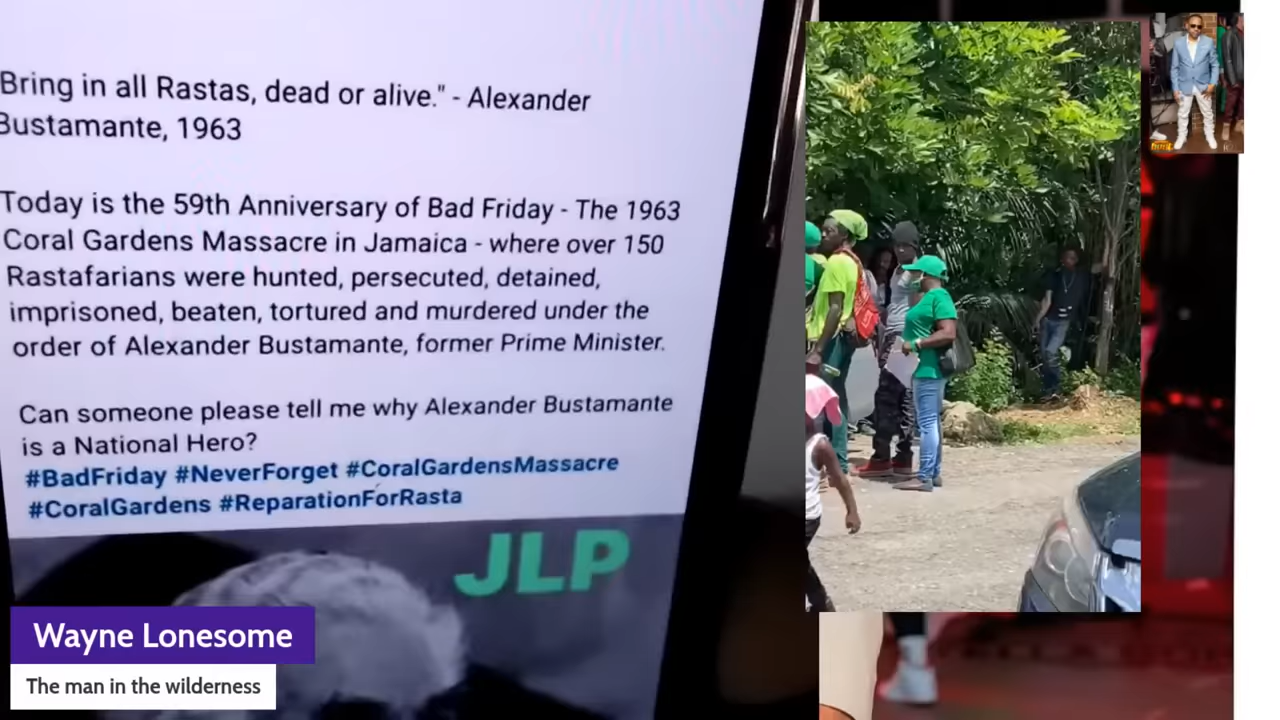 Bring in all Rastas, dead or alive." - Alexander
Bustamante, 1963
Today is the 59th Anniversary of Bad Friday - The 1963
Coral Gardens Massacre in Jamaica - where over 150
Rastafarians were hunted, persecuted, detained,
imprisoned, beaten, tortured and murdered under the
order of Alexander Bustamante, former Prime Minister.
Can someone please tell me why Alexander Bustamante
is a National Hero?
#BadFriday #NeverForget #CoralGardensMassacre
#CoralGardens #ReparationForRasta
JLP
Wayne Lonesome
The man in the wilderness